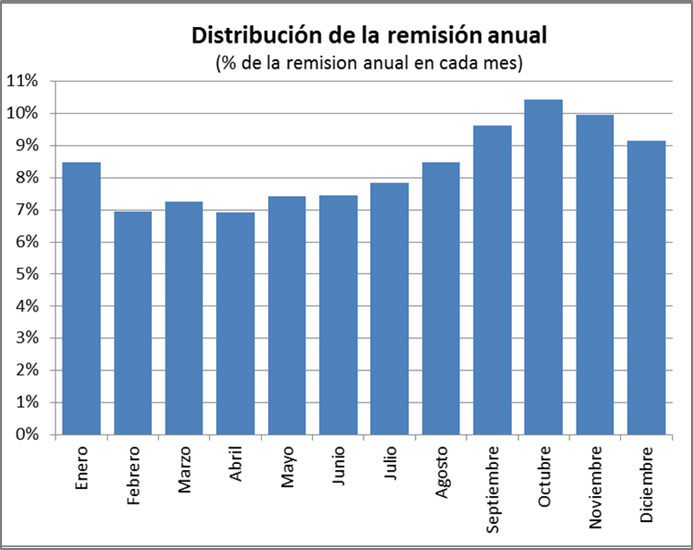 Distribución de la remisión anual
(% de la remision anual en cada mes)
11%
10%
9%
8%
7%
6%
5%
4%
3%
2%
1%
0%
Enero
Febrero
Marzo
Abril
Mayo
Junio
Julio
Agosto
Septiembre
Octubre
Noviembre
Diciembre